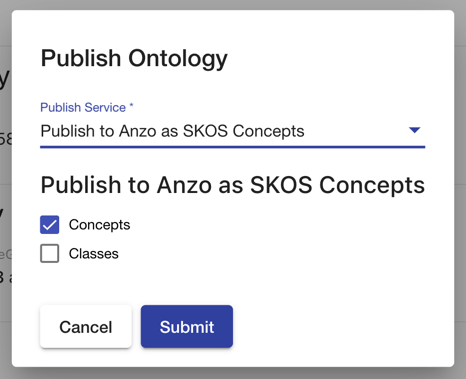 Publish Ontology
Publish Service *
Publish to Anzo as SKOS Concepts
Publish to Anzo as SKOS Concepts
Concepts
Classes
Cancel
Submit